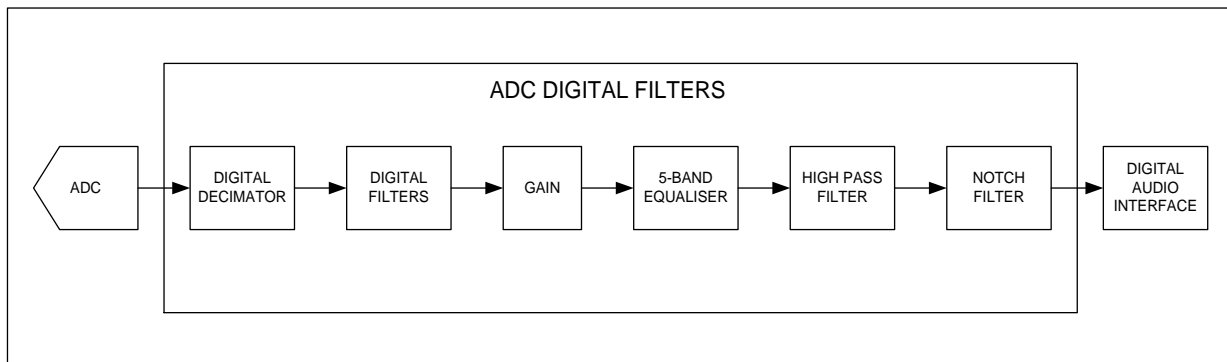 ADC DIGITAL FILTERS
ADC
DIGITAL
DECIMATOR
DIGITAL
FILTERS
GAIN
5-BAND
EQUALISER
HIGH PASS
FILTER
NOTCH
FILTER
DIGITAL
AUDIO
INTERFACE